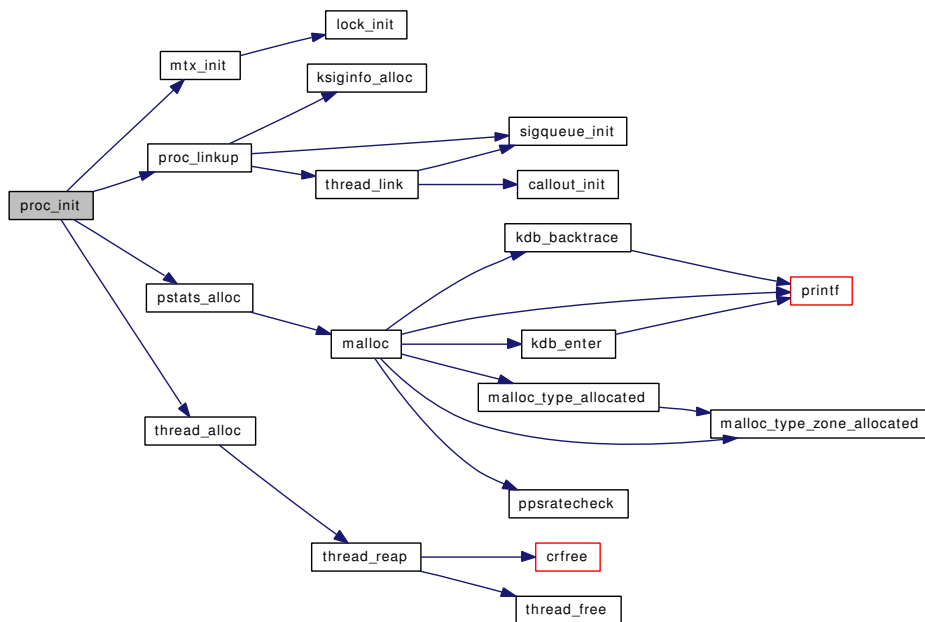 lock_init
mtx_init
ksiginfo_alloc
sigqueue_init
proc_linkup
thread_link
callout_init
proc_init
kdb_backtrace
printf
pstats_alloc
malloc
kdb_enter
malloc_type_allocated
malloc_type_zone_allocated
thread_alloc
ppsratecheck
thread_reap
crfree
thread_free